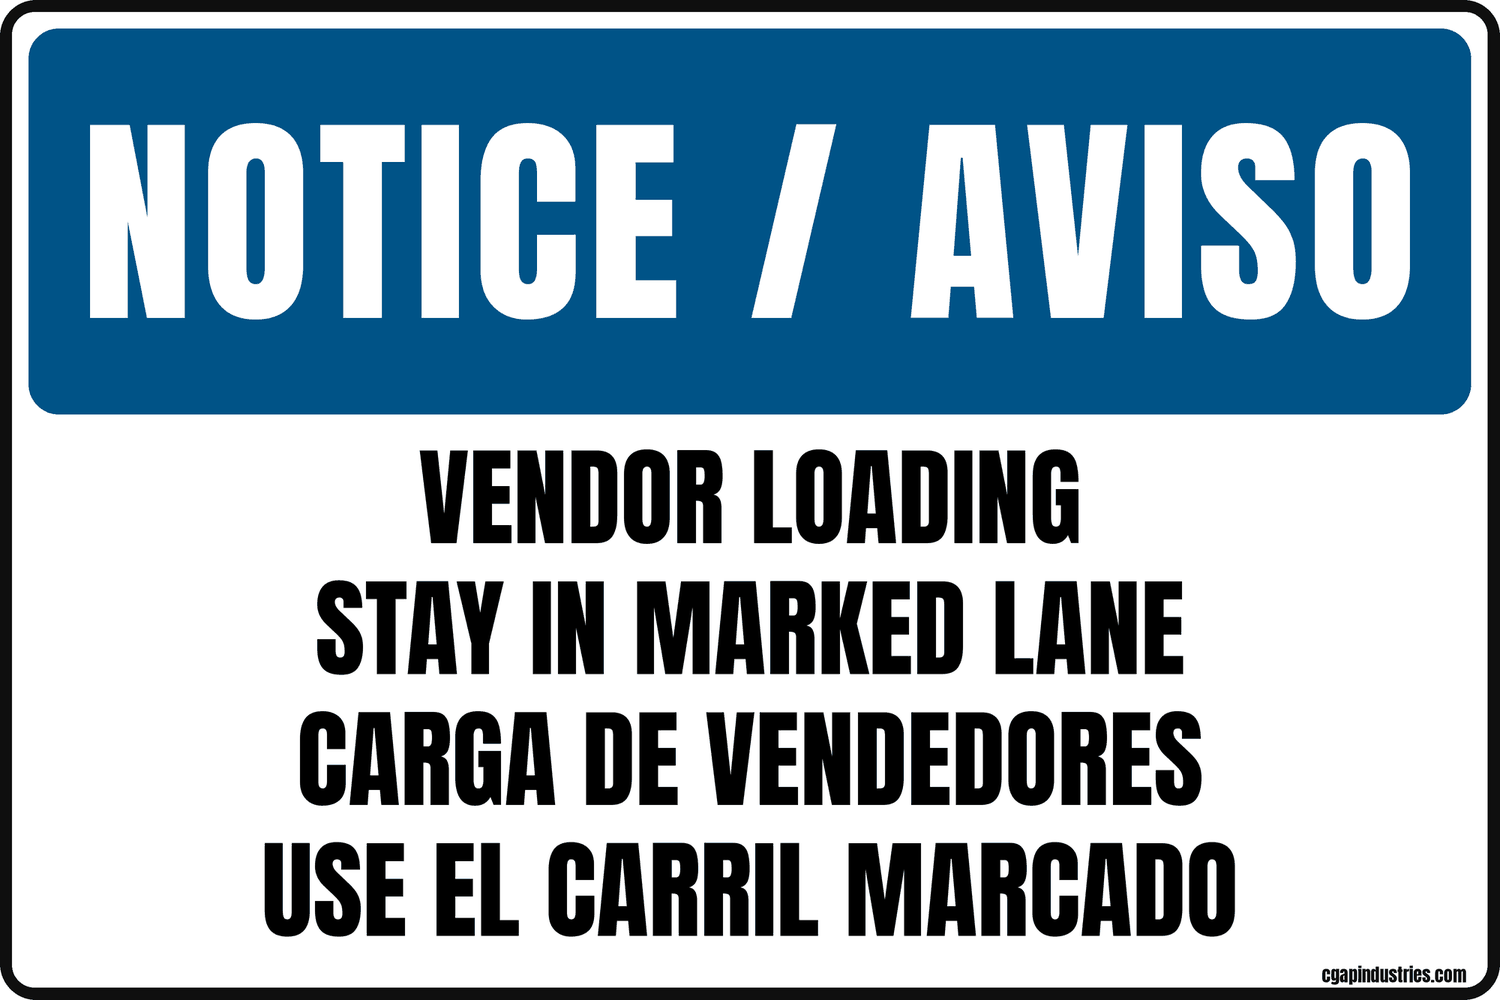 NOTICE / AVISO
VENDOR LOADING
STAY IN MARKED LANE
CARGA DE VENDEDORES
USE EL CARRIL MARCADO
cgapindustries.com